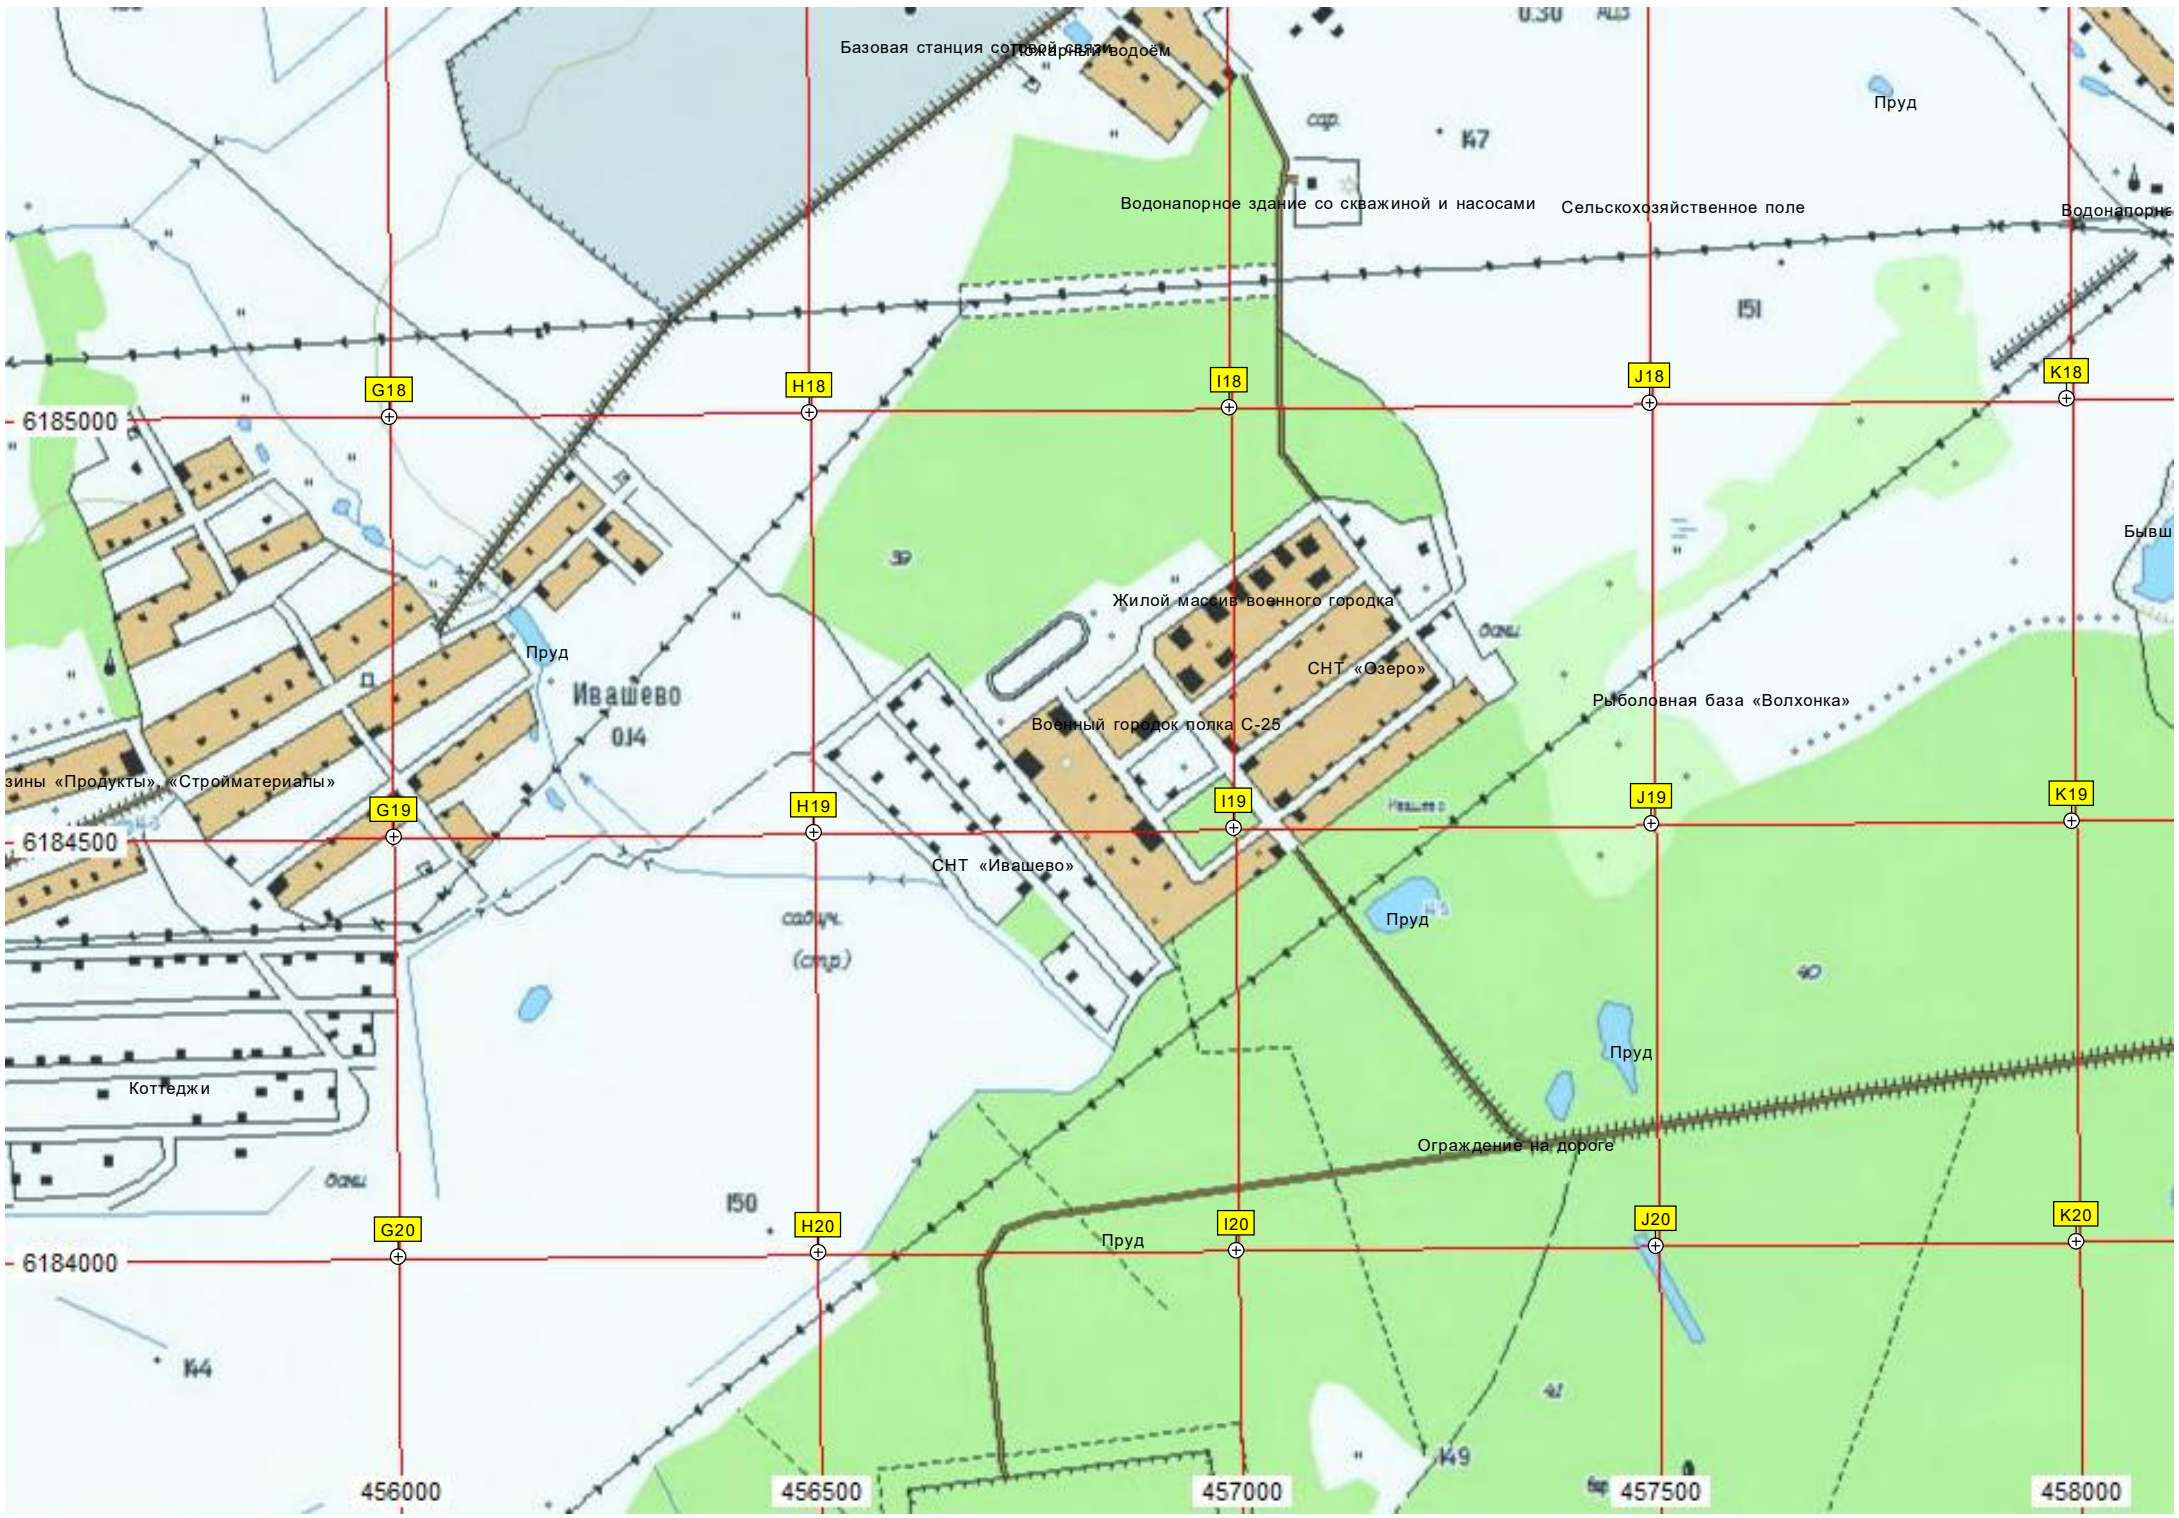 0.30
Базовая станция сотовой связи
Пожарный водоём
Пруд
сар.
147
Водонапорное здание со скважиной и насосами
Сельскохозяйственное поле
Водонапорна
151
G18
H18
I18
J18
K18
6185000
39
Бывш
Жилой массив военного городка
Пруд
СНТ «Озеро»
Ивашево
0.14
Рыболовная база «Волхонка»
Военный городок полка С-25
зины «Продукты», «Стройматериалы»
G19
H19
I19
J19
K19
Ивашево
6184500
СНТ «Ивашево»
садуч.
(стр.)
Пруд
40
Пруд
Коттеджи
Ограждение на дороге
150
G20
H20
I20
J20
K20
Пруд
6184000
144
41
149
456000
456500
457000
457500
458000